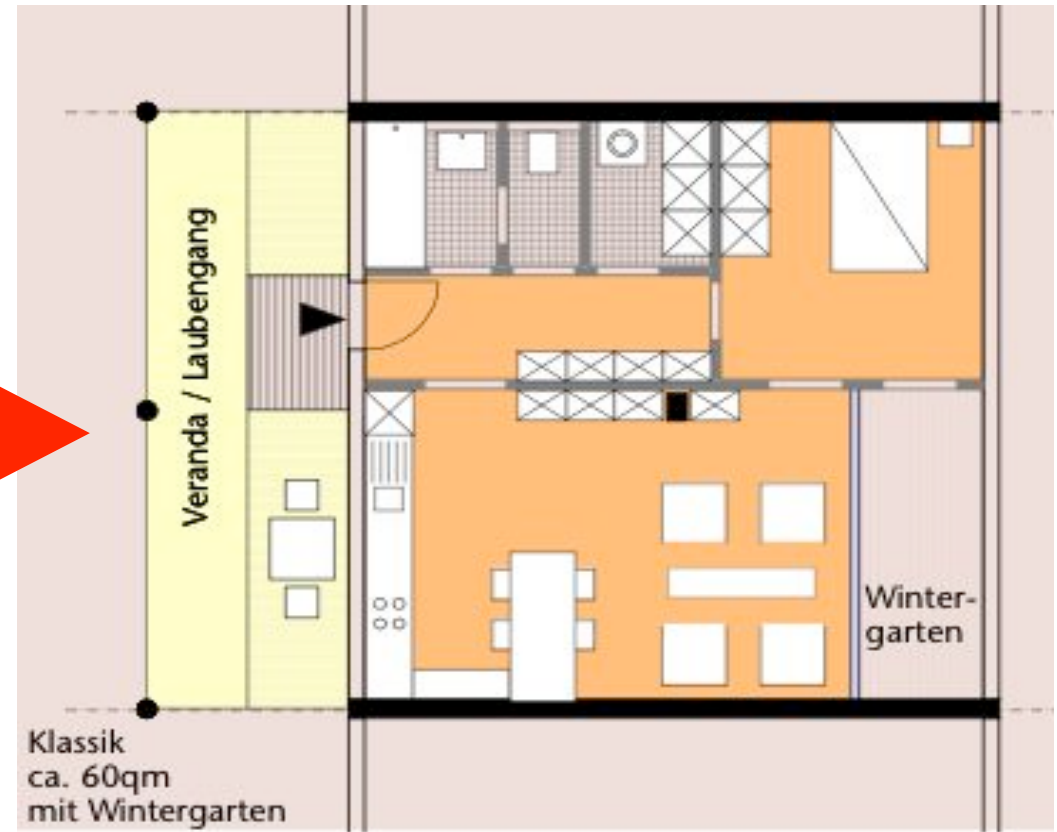 Veranda / Laubengang
Winter-
garten
Klassik
ca. 60qm
mit Wintergarten